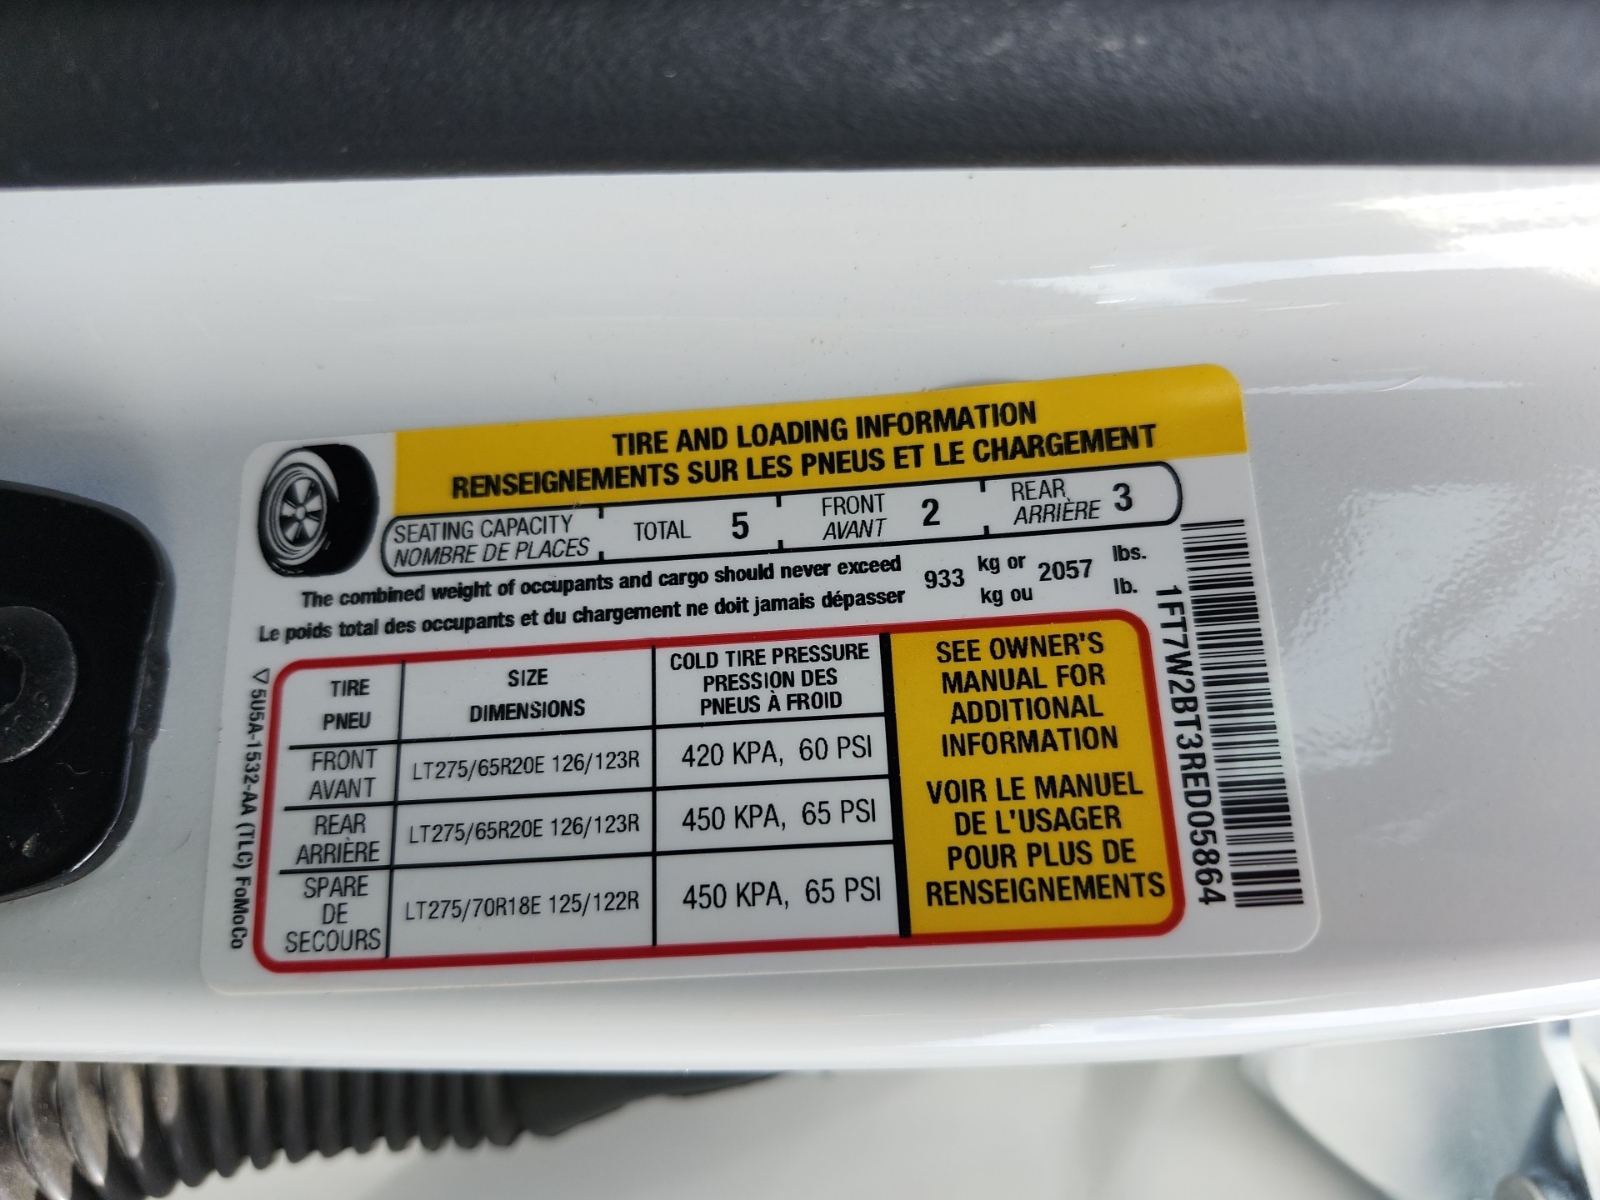 TIRE AND LOADING INFORMATION
RENSEIGNEMENTS SUR LES PNEUS ET LE CHARGEMENT
SEATING CAPACITY
NOMBRE DE PLACES
TOTAL 5
FRONT
AVANT
2
REAR
ARRIÈRE
3
The combined weight of occupants and cargo should never exceed
Le poids total des occupants et du chargement ne doit jamais dépasser
933
kg or
kg ou
2057
lbs.
lb.
TIRE
PNEU
SIZE
DIMENSIONS
COLD TIRE PRESSURE
PRESSION DES
PNEUS À FROID
FRONT
AVANT
LT275/65R20E 126/123R
420 KPA, 60 PSI
REAR
ARRIÈRE
LT275/65R20E 126/123R
450 KPA, 65 PSI
SPARE
DE
SECOURS
LT275/70R18E 125/122R
450 KPA, 65 PSI
SEE OWNER'S
MANUAL FOR
ADDITIONAL
INFORMATION
VOIR LE MANUEL
DE L'USAGER
POUR PLUS DE
RENSEIGNEMENTS
1FT7W2BT3RED05864
5U5A-1532-AA (TLC) FoMoCo